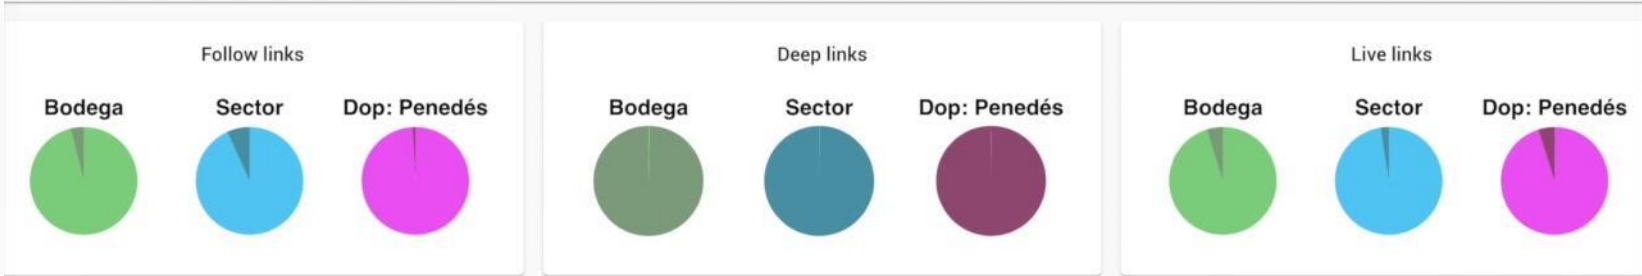 Follow links
Bodega Sector Dop: Penedés
Deep links
Bodega Sector Dop: Penedés
Live links
Bodega Sector Dop: Penedés